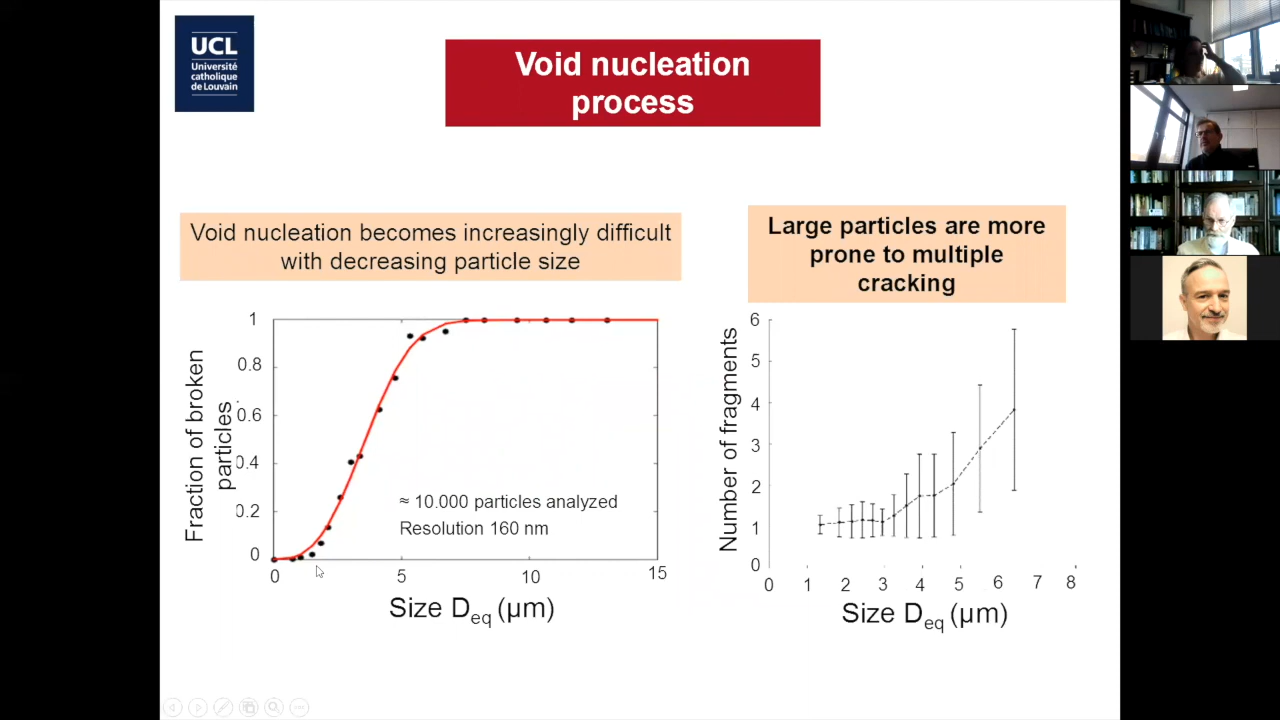 UCL
Université
catholique
de Louvain
Void nucleation
process
Void nucleation becomes increasingly difficult
with decreasing particle size
Large particles are more
prone to multiple
cracking
Fraction of broken
particles
1
0.8
0.6
0.4
0.2
0
≈ 10.000 particles analyzed
Resolution 160 nm
0 5 10 15
Size Deq (µm)
Number of fragments
6
5
4
3
2
1
0
0 1 2 3 4 5 6 7 8
Size Deq (µm)